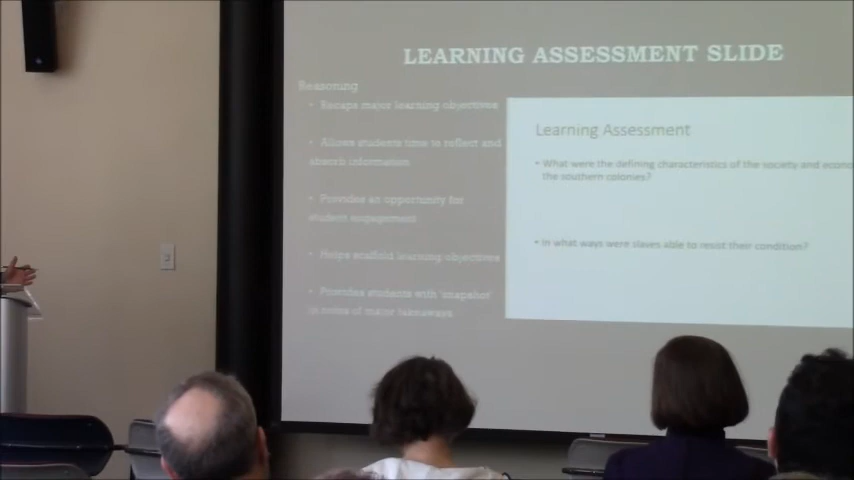 LEARNING ASSESSMENT SLIDE
Reasoning
• Recaps major learning objectives
• Allows students time to reflect and
absorb information
• Provides an opportunity for
student engagement
• Helps scaffold learning objectives
• Provides students with 'snapshot'
in notes of major takeaways
Learning Assessment
• What were the defining characteristics of the society and econo
the southern colonies?
• In what ways were slaves able to resist their condition?